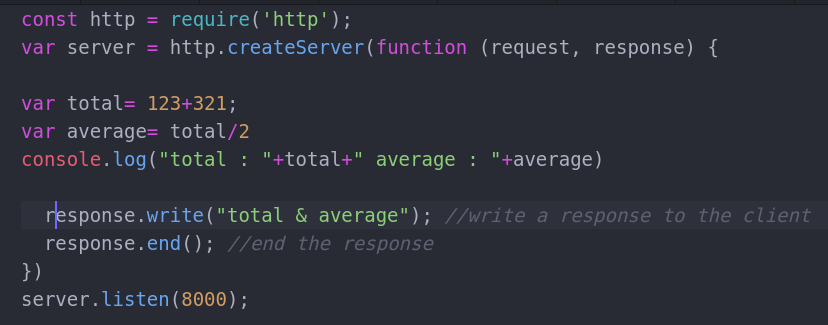 const http = require('http');
var server = http.createServer(function (request, response) {
var total= 123+321;
var average= total/2
console.log("total : "+total+" average : "+average)
response.write("total & average"); //write a response to the client
response.end(); //end the response
})
server.listen(8000);